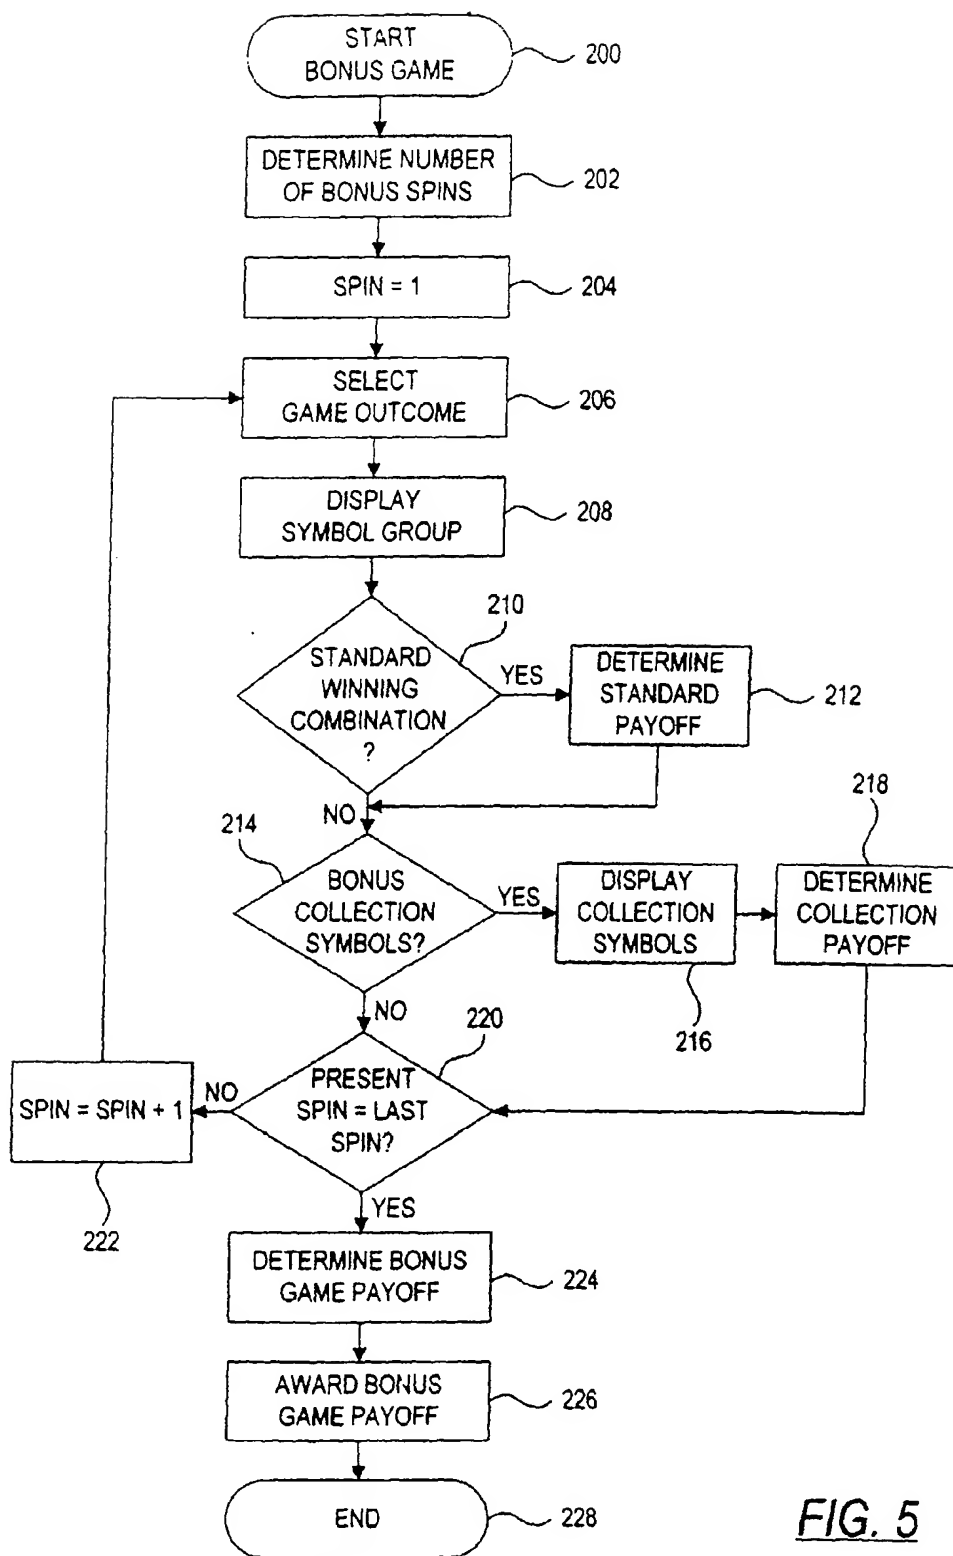 START
BONUS GAME
200
DETERMINE NUMBER
OF BONUS SPINS
202
SPIN = 1
204
SELECT
GAME OUTCOME
206
DISPLAY
SYMBOL GROUP
208
210
STANDARD
WINNING
COMBINATION
?
YES
DETERMINE
STANDARD
PAYOFF
212
NO
214
218
BONUS
COLLECTION
SYMBOLS?
YES
DISPLAY
COLLECTION
SYMBOLS
216
DETERMINE
COLLECTION
PAYOFF
NO
220
PRESENT
SPIN = LAST
SPIN?
NO
SPIN = SPIN + 1
222
YES
DETERMINE BONUS
GAME PAYOFF
224
AWARD BONUS
GAME PAYOFF
226
END
228
FIG. 5